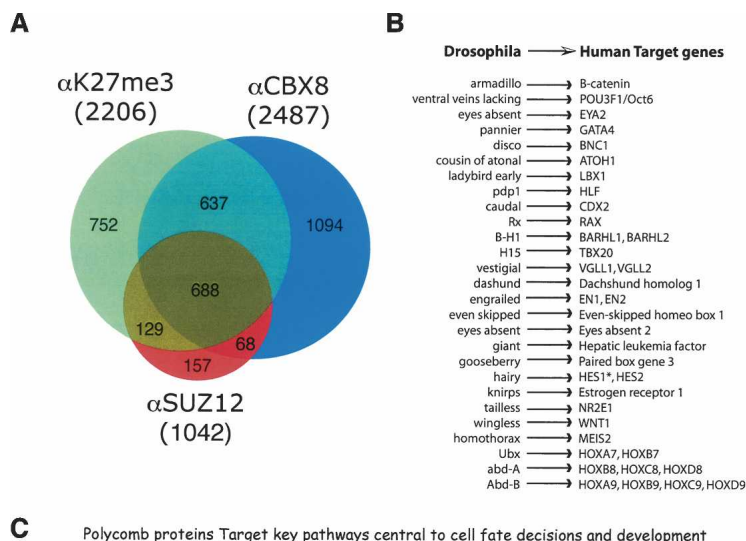 A
αK27me3
(2206)
αCBX8
(2487)
752
637
1094
688
129
68
157
αSUZ12
(1042)
B
Drosophila Human Target genes
armadillo B-catenin
ventral veins lacking POU3F1/Oct6
eyes absent EYA2
pannier GATA4
disco BNC1
cousin of atonal ATOH1
ladybird early LBX1
pdp1 HLF
caudal CDX2
Rx RAX
B-H1 BARHL1, BARHL2
H15 TBX20
vestigial VGLL1, VGLL2
dashund Dachshund homolog 1
engrailed EN1, EN2
even skipped Even-skipped homeo box 1
eyes absent Eyes absent 2
giant Hepatic leukemia factor
gooseberry Paired box gene 3
hairy HES1*, HES2
knirps Estrogen receptor 1
tailless NR2E1
wingless WNT1
homothorax MEIS2
Ubx HOXA7, HOXB7
abd-A HOXB8, HOXC8, HOXD8
Abd-B HOXA9, HOXB9, HOXC9, HOXD9
C
Polycomb proteins Target key pathways central to cell fate decisions and development